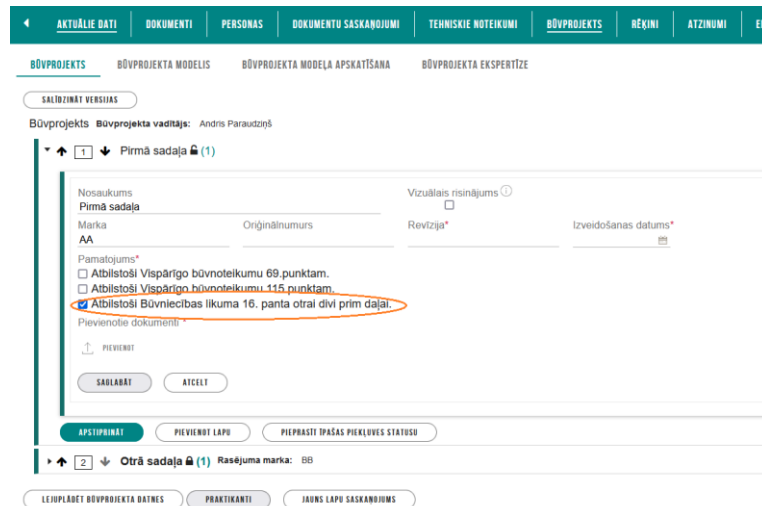 AKTUĀLIE DATI DOKUMENTI PERSONAS DOKUMENTU SASKAŅOJUMI TEHNISKIE NOTEIKUMI BŪVPROJEKTS RĒĶINI ATZINUMI
BŪVPROJEKTS BŪVPROJEKTA MODELIS BŪVPROJEKTA MODEĻA APSKATĪŠANA BŪVPROJEKTA EKSPERTĪZE
SALĪDZINĀT VERSIJAS
Būvprojekts Būvprojekta vadītājs: Andris Paraudziņš
1 Pirmā sadaļa (1)
Nosaukums Vizuālais risinājums
Pirmā sadaļa
Marka Oriģinālnumurs Revīzija* Izveidošanas datums*
AA
Pamatojums*
Atbilstoši Vispārīgo būvnoteikumu 69.punktam.
Atbilstoši Vispārīgo būvnoteikumu 115.punktam.
Atbilstoši Būvniecības likuma 16. panta otrai divi prim daļai.
Pievienotie dokumenti *
PIEVIENOT
SAGLABĀT ATCELT
APSTIPRINĀT PIEVIENOT LAPU PIEPRASĪT ĪPAŠAS PIEKĻUVES STATUSU
2 Otrā sadaļa (1) Rasējuma marka: BB
LEJUPLĀDĒT BŪVPROJEKTA DATNES PRAKTIKANTI JAUNS LAPU SASKAŅOJUMS